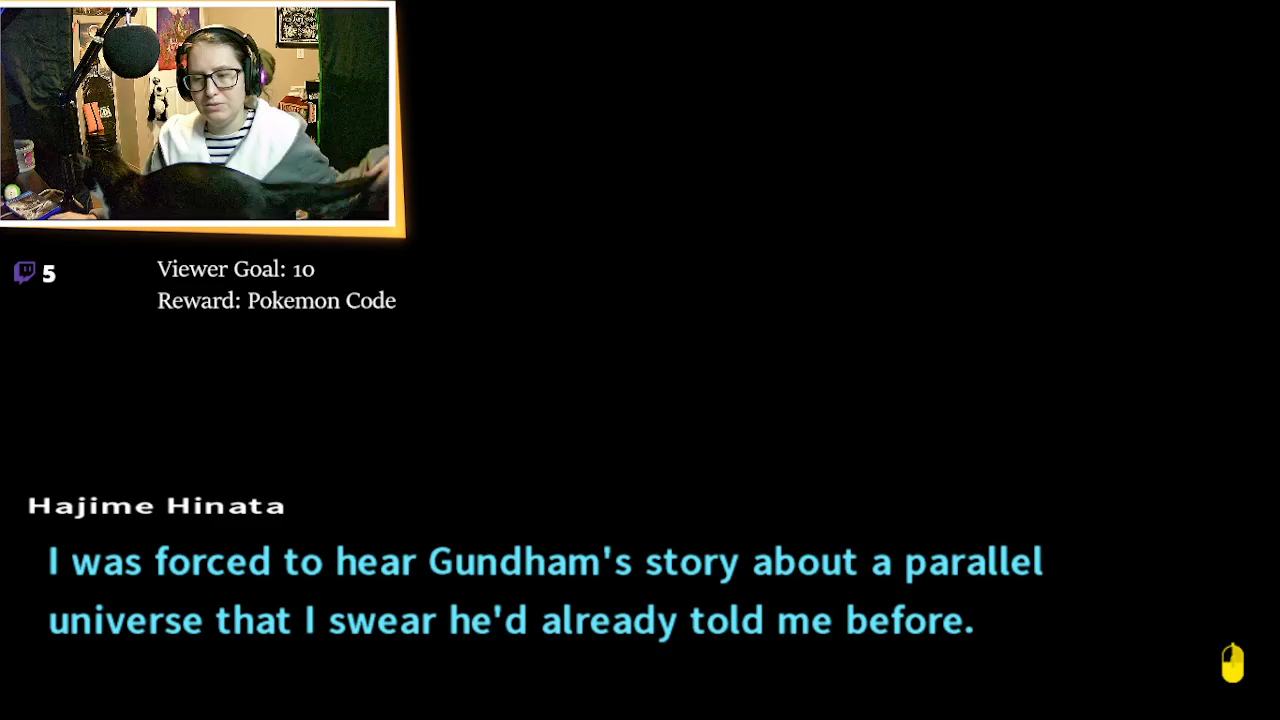 5
Viewer Goal: 10
Reward: Pokemon Code
Hajime Hinata
I was forced to hear Gundham's story about a parallel
universe that I swear he'd already told me before.